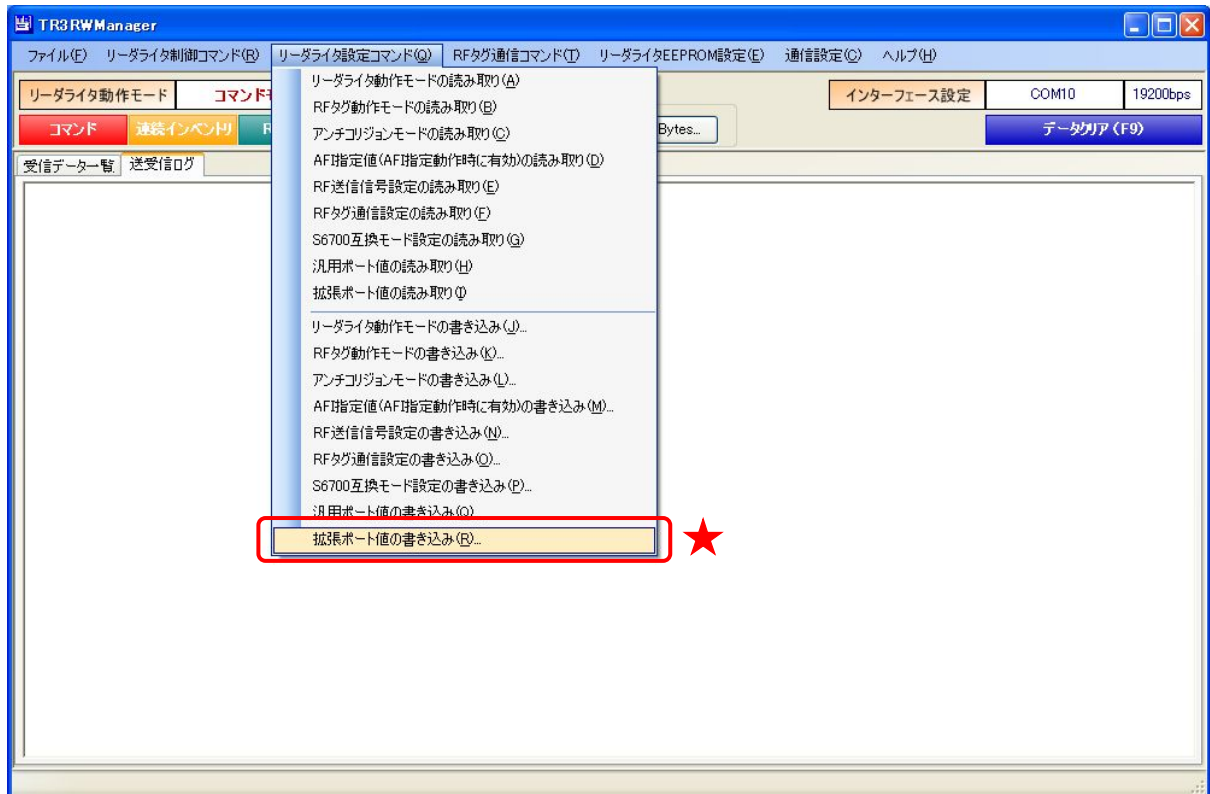 TR3RWManager
ファイル(F) リーダライタ制御コマンド(R) リーダライタ設定コマンド(Q) RFタグ通信コマンド(T) リーダライタEEPROM設定(E) 通信設定(C) ヘルプ(H)
リーダライタ動作モード コマンド インターフェース設定 COM10 19200bps
コマンド 連続インベントリ R Bytes... データクリア (F9)
受信データ一覧 送受信ログ
リーダライタ動作モードの読み取り(A)
RFタグ動作モードの読み取り(B)
アンチコリジョンモードの読み取り(C)
AFI指定値(AFI指定動作時に有効)の読み取り(D)
RF送信信号設定の読み取り(E)
RFタグ通信設定の読み取り(F)
S6700互換モード設定の読み取り(G)
汎用ポート値の読み取り(H)
拡張ポート値の読み取り(I)
リーダライタ動作モードの書き込み(J)...
RFタグ動作モードの書き込み(K)...
アンチコリジョンモードの書き込み(L)...
AFI指定値(AFI指定動作時に有効)の書き込み(M)...
RF送信信号設定の書き込み(N)...
RFタグ通信設定の書き込み(O)...
S6700互換モード設定の書き込み(P)...
汎用ポート値の書き込み(Q)
拡張ポート値の書き込み(R)...
★